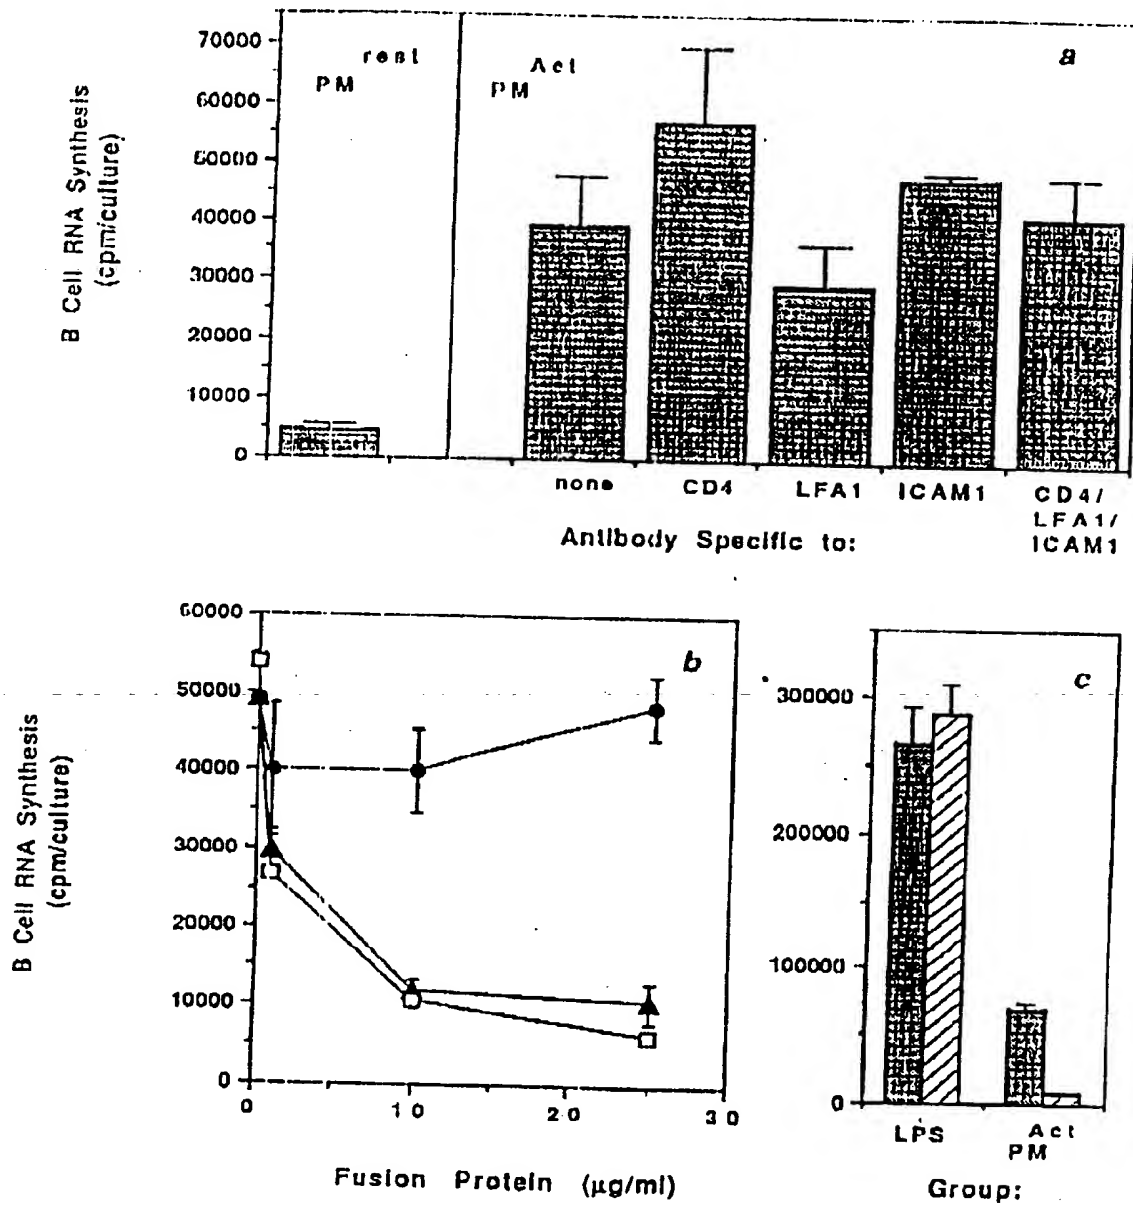 a
B Cell RNA Synthesis
(cpm/culture)
70000
60000
50000
40000
30000
20000
10000
0
PM rest
PM Act
none CD4 LFA1 ICAM1 CD4/
LFA1/
ICAM1
Antibody Specific to:
b
B Cell RNA Synthesis
(cpm/culture)
60000
50000
40000
30000
20000
10000
0
0 10 20 30
Fusion Protein (μg/ml)
c
300000
200000
100000
0
LPS PM Act
Group: